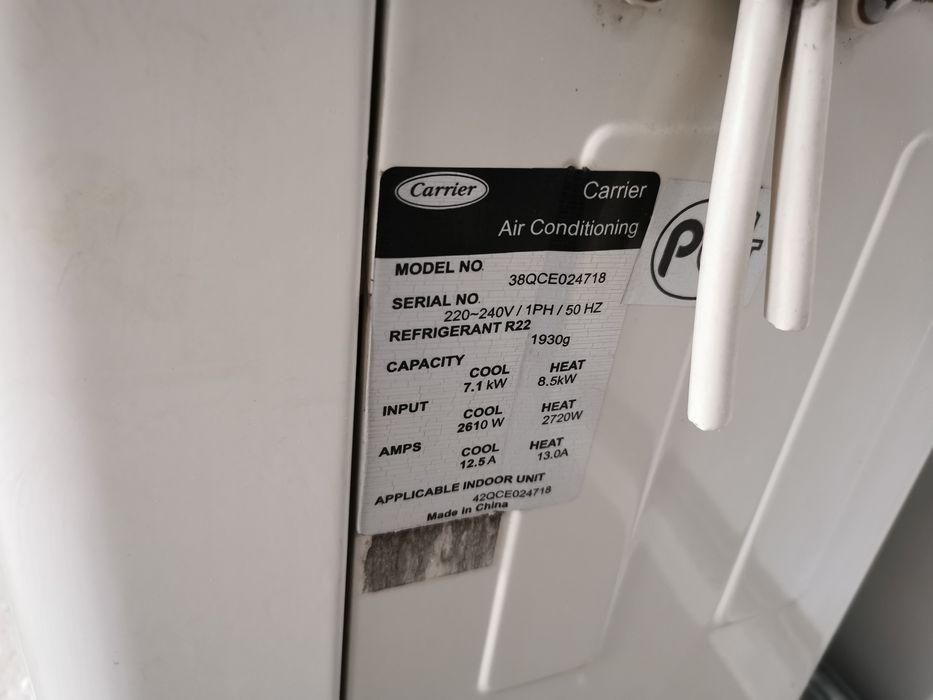 Carrier
Carrier
Air Conditioning
MODEL NO.
38QCE024718
SERIAL NO.
220~240V / 1PH / 50 HZ
REFRIGERANT R22
1930g
CAPACITY
COOL HEAT
7.1 kW 8.5kW
INPUT
COOL HEAT
2610 W 2720W
AMPS
COOL HEAT
12.5 A 13.0A
APPLICABLE INDOOR UNIT
42QCE024718
Made in China